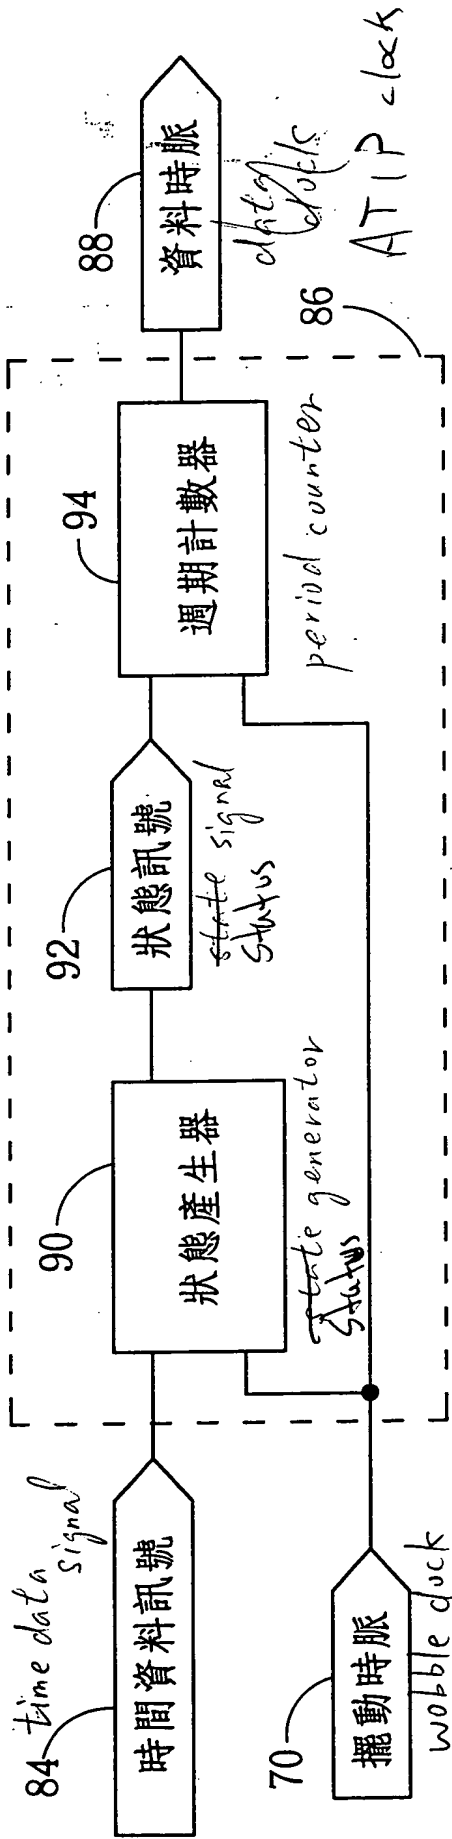 84
time data
signal
時間資料訊號
70
擺動時脈
wobble clock
90
狀態產生器
state generator
status
92
狀態訊號
state signal
status
94
週期計數器
period counter
86
88
資料時脈
data
clocks
ATIP clock